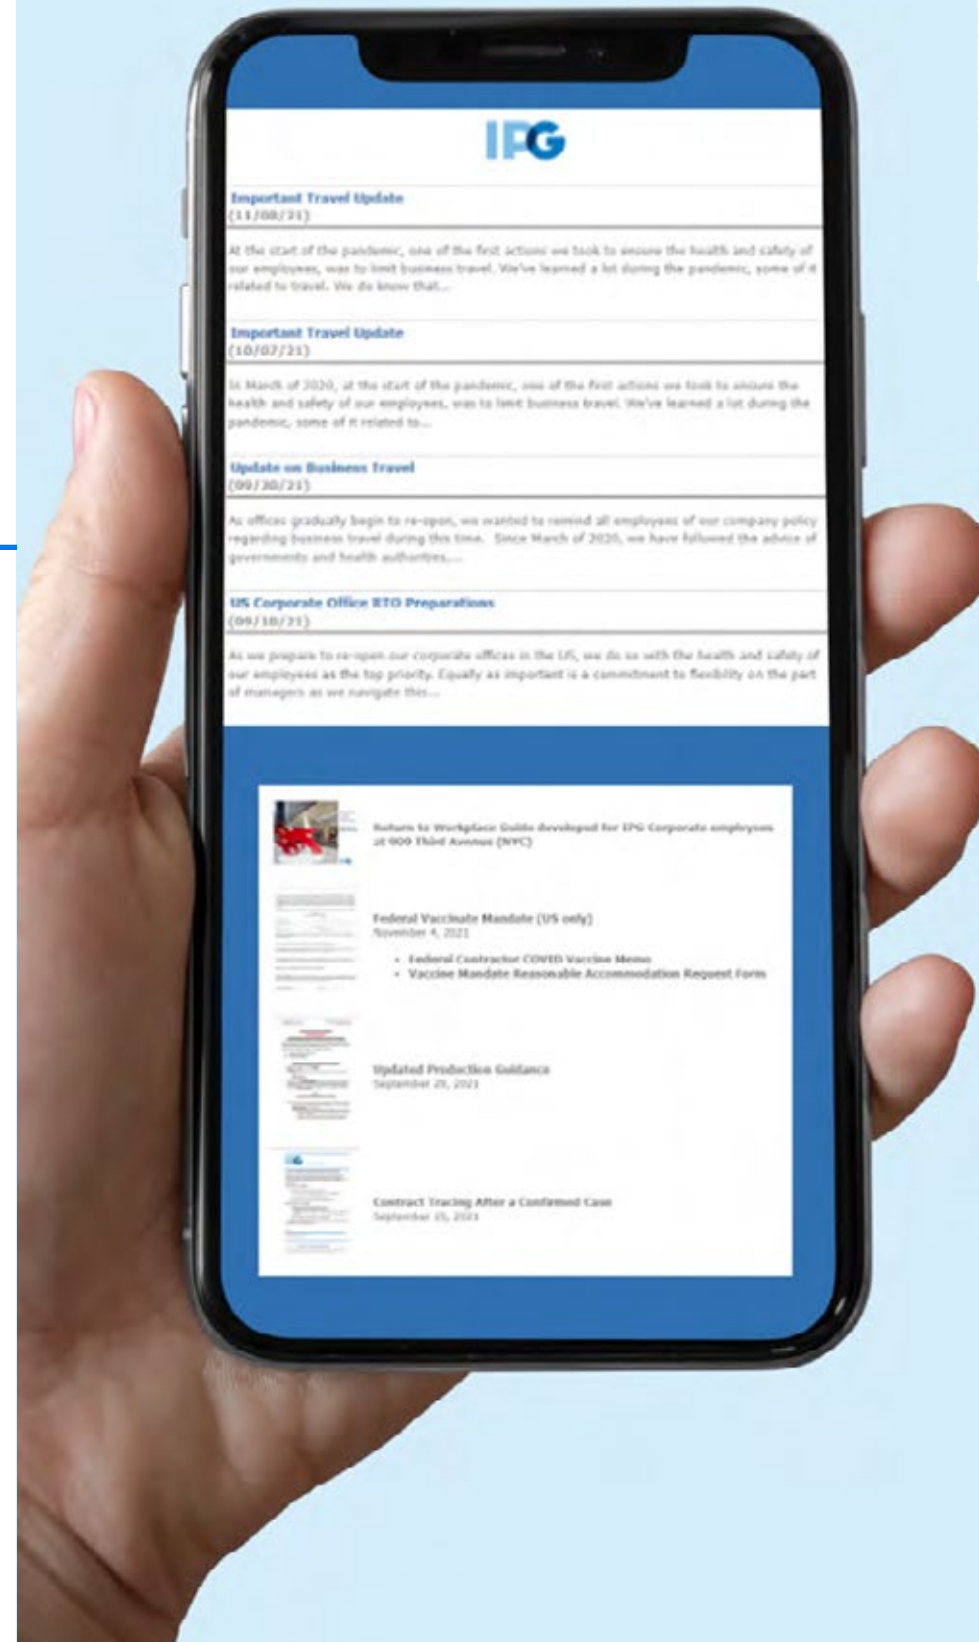 IPG
Important Travel Update
(11/08/21)
At the start of the pandemic, one of the first actions we took to ensure the health and safety of
our employees, was to limit business travel. We've learned a lot during the pandemic, some of it
related to travel. We do know that...
Important Travel Update
(10/07/21)
In March of 2020, at the start of the pandemic, one of the first actions we took to ensure the
health and safety of our employees, was to limit business travel. We've learned a lot during the
pandemic, some of it related to...
Update on Business Travel
(09/30/21)
As offices gradually begin to re-open, we wanted to remind all employees of our company policy
regarding business travel during this time. Since March of 2020, we have followed the advice of
governments and health authorities,...
US Corporate Office RTO Preparations
(09/10/21)
As we prepare to re-open our corporate offices in the US, we do so with the health and safety of
our employees as the top priority. Equally as important is a commitment to flexibility on the part
of managers as we navigate this...
Return to Workplace Guide developed for IPG Corporate employees
at 909 Third Avenue (NYC)
Federal Vaccinate Mandate (US only)
November 4, 2021
• Federal Contractor COVID Vaccine Memo
• Vaccine Mandate Reasonable Accommodation Request Form
Updated Production Guidance
September 2021
IPG
Contract Tracing After a Confirmed Case
September 2021